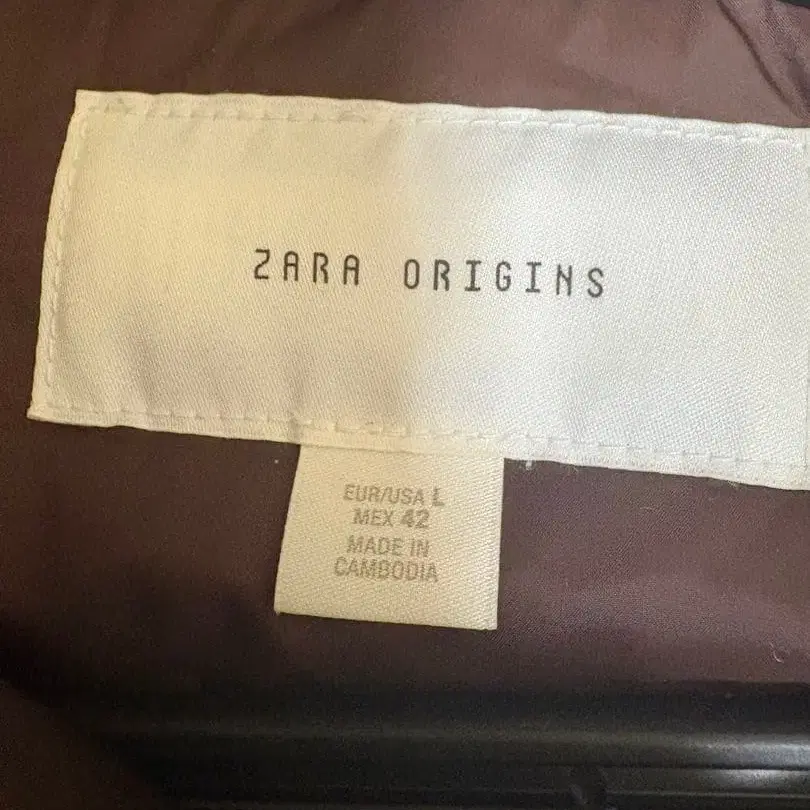 ZARA ORIGINS
EUR/USA L
MEX 42
MADE IN
CAMBODIA